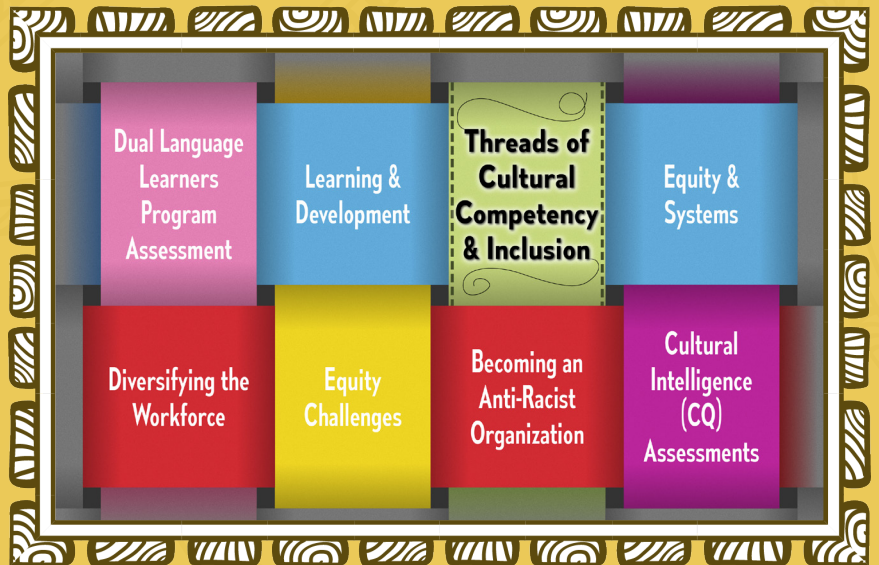 Dual Language
Learners
Program
Assessment
Learning &
Development
Threads of
Cultural
Competency
& Inclusion
Equity &
Systems
Diversifying the
Workforce
Equity
Challenges
Becoming an
Anti-Racist
Organization
Cultural
Intelligence
(CQ)
Assessments